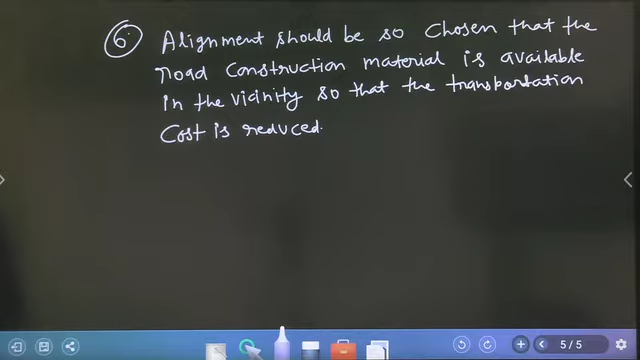 6. Alignment should be so chosen that the
road construction material is available
in the vicinity so that the transportation
cost is reduced.
5/5